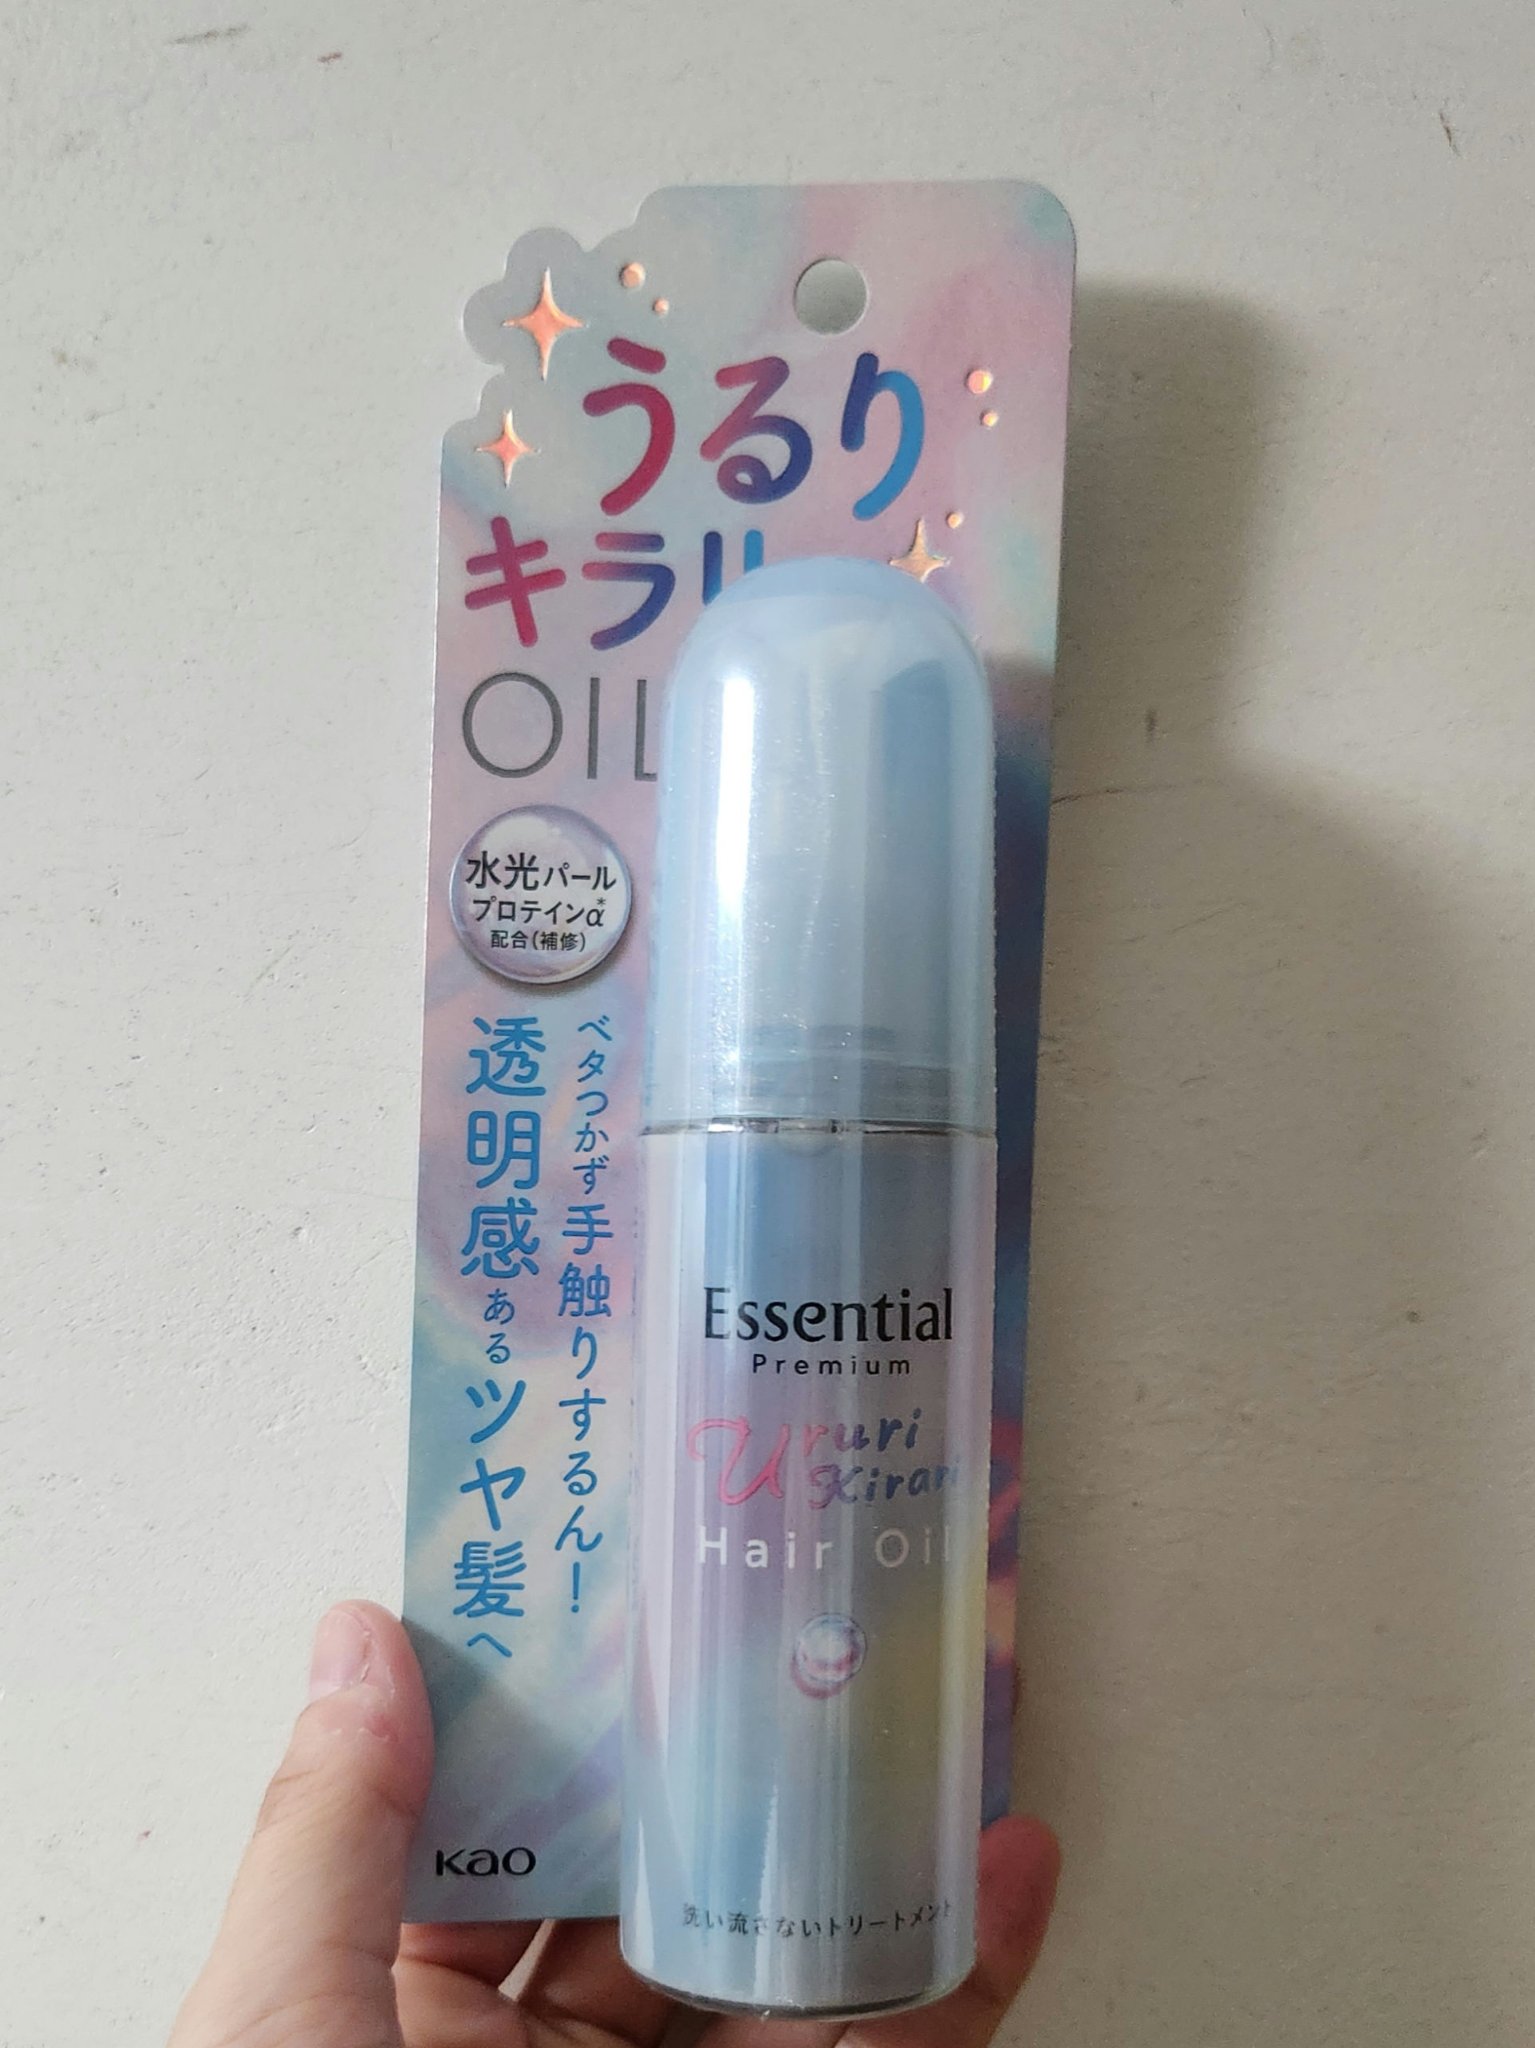 うるり
キラリ
OIL
水光パール
プロテインα*
配合(補修)
ベタつかず手触りするん!
透明感あるツヤ髪へ
Essential
Premium
Ururi
Kirari
Hair Oil
kao
洗い流さないトリートメント